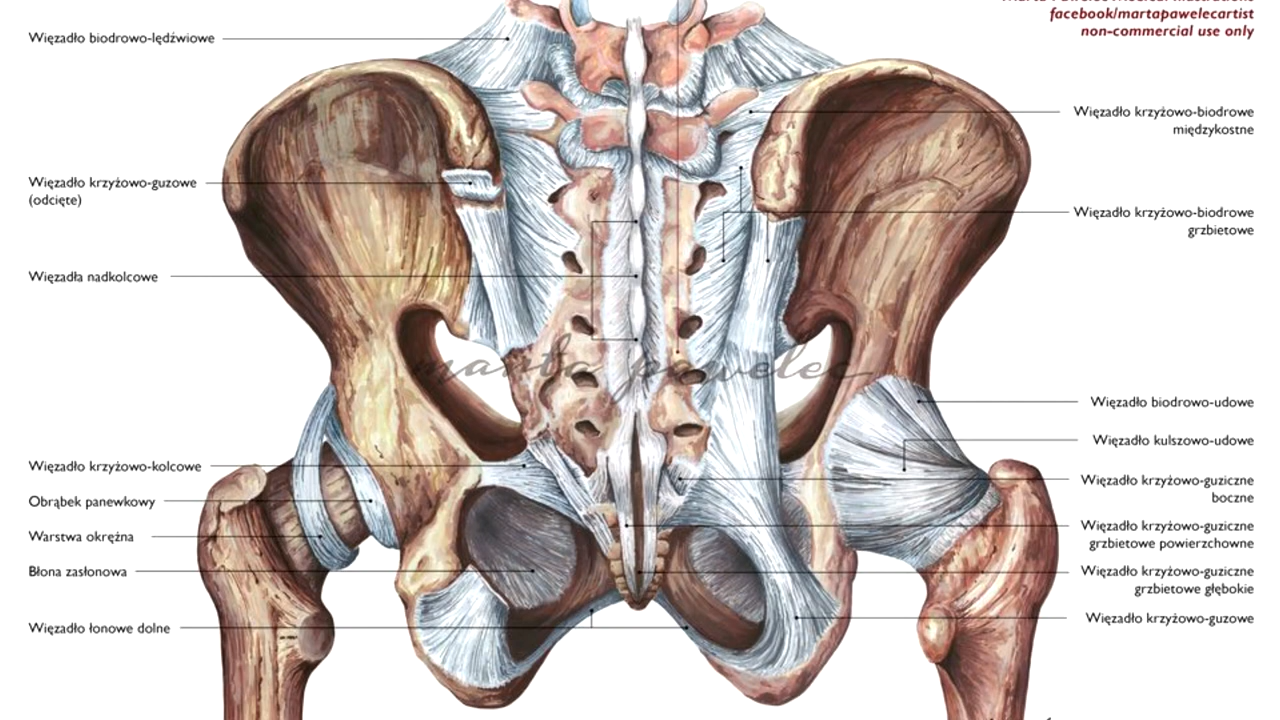 facebook/martapawelecartist
non-commercial use only
Więzadło biodrowo-lędźwiowe
Więzadło krzyżowo-guzowe
(odcięte)
Więzadła nadkolcowe
Więzadło krzyżowo-kolcowe
Obrąbek panewkowy
Warstwa okrężna
Błona zasłonowa
Więzadło łonowe dolne
marta pawelec
Więzadło krzyżowo-biodrowe
międzykostne
Więzadło krzyżowo-biodrowe
grzbietowe
Więzadło biodrowo-udowe
Więzadło kulszowo-udowe
Więzadło krzyżowo-guziczne
boczne
Więzadło krzyżowo-guziczne
grzbietowe powierzchowne
Więzadło krzyżowo-guziczne
grzbietowe głębokie
Więzadło krzyżowo-guzowe